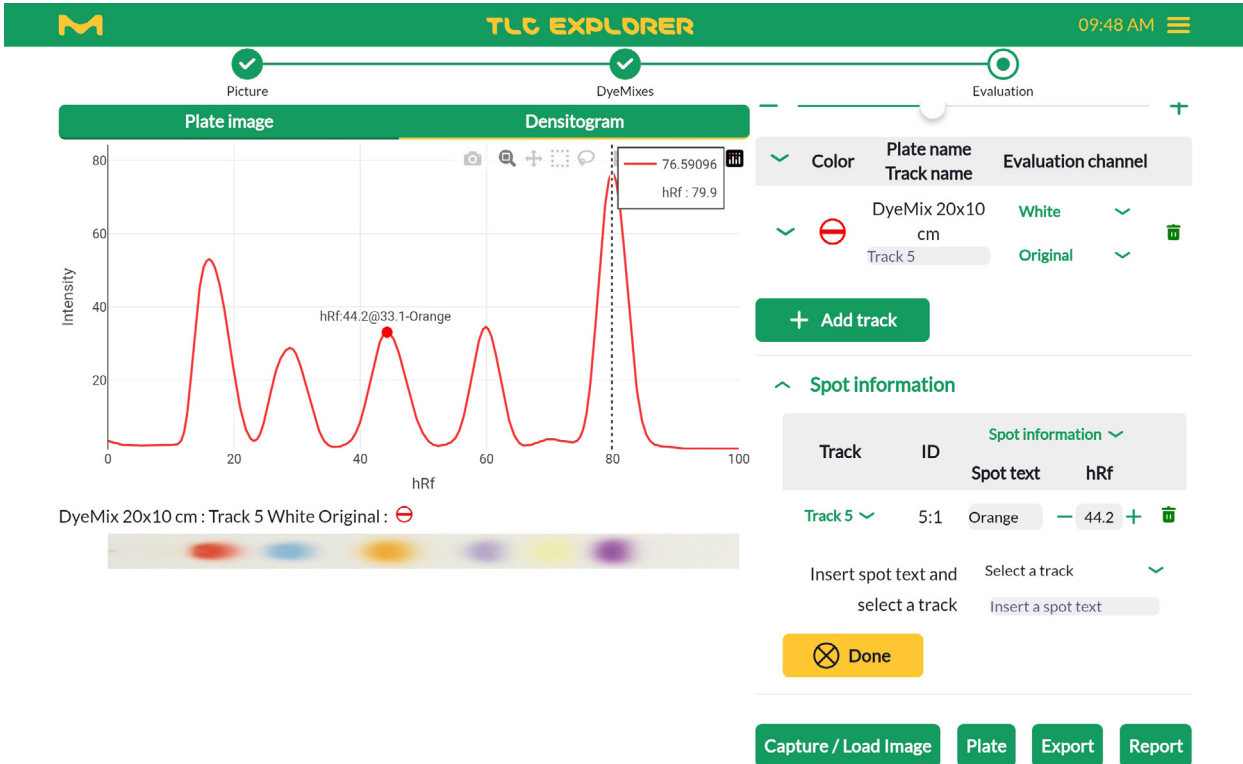 TLC EXPLORER
09:48 AM
Picture
DyeMixes
Evaluation
Plate image
Densitogram
80
60
40
20
Intensity
0
20
40
60
80
100
hRf
76.59096
hRf : 79.9
hRf:44.2@33.1-Orange
DyeMix 20x10 cm : Track 5 White Original :
Color
Plate name
Track name
Evaluation channel
DyeMix 20x10
cm
Track 5
White
Original
+ Add track
Spot information
Track
ID
Spot information
Spot text
hRf
Track 5
5:1
Orange
− 44.2 +
Insert spot text and
select a track
Select a track
Insert a spot text
Done
Capture / Load Image
Plate
Export
Report